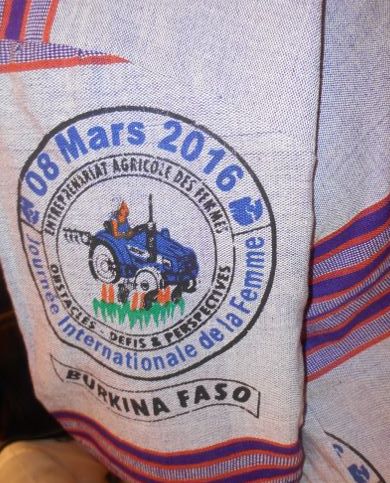 08 Mars 2016
ENTREPRENARIAT AGRICOLE DES FEMMES
OBSTACLES - DEFIS & PERSPECTIVES
Journée Internationale de la Femme
BURKINA FASO